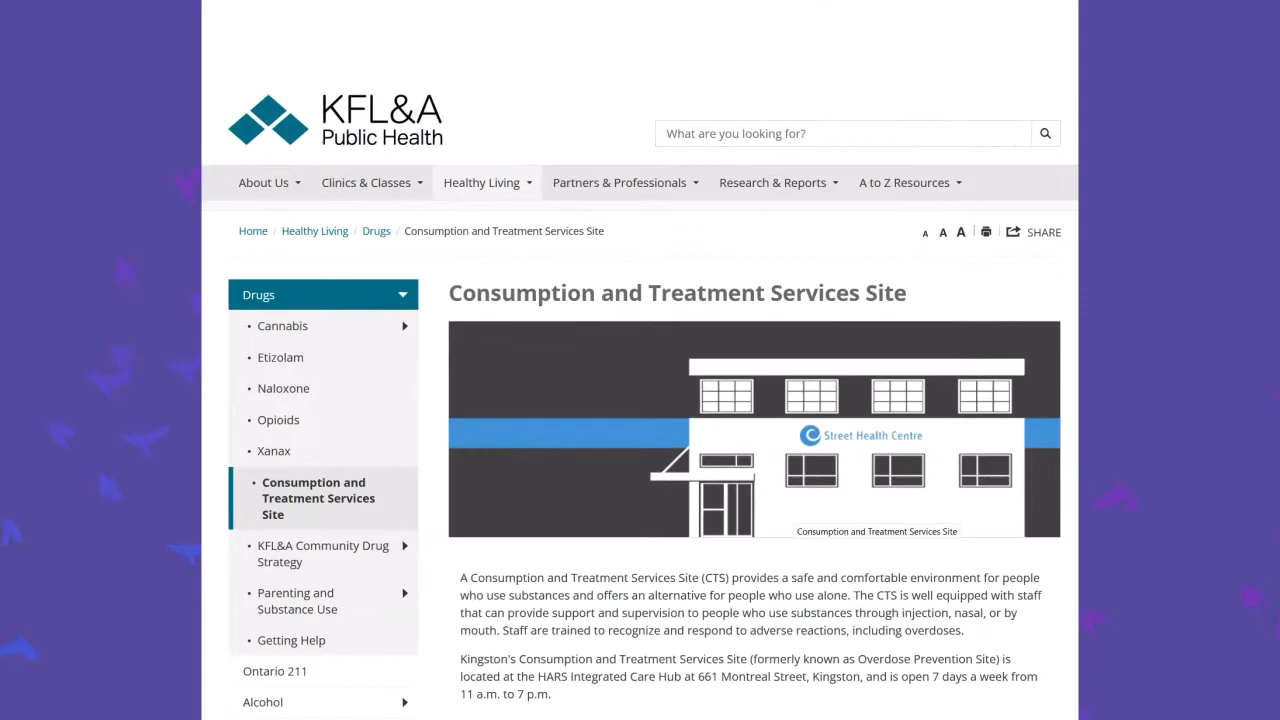 KFL&A
Public Health
What are you looking for?
About Us
Clinics & Classes
Healthy Living
Partners & Professionals
Research & Reports
A to Z Resources
Home / Healthy Living / Drugs / Consumption and Treatment Services Site
A A A
SHARE
Drugs
Cannabis
Etizolam
Naloxone
Opioids
Xanax
Consumption and
Treatment Services
Site
KFL&A Community Drug
Strategy
Parenting and
Substance Use
Getting Help
Ontario 211
Alcohol
Consumption and Treatment Services Site
Street Health Centre
Consumption and Treatment Services Site
A Consumption and Treatment Services Site (CTS) provides a safe and comfortable environment for people
who use substances and offers an alternative for people who use alone. The CTS is well equipped with staff
that can provide support and supervision to people who use substances through injection, nasal, or by
mouth. Staff are trained to recognize and respond to adverse reactions, including overdoses.
Kingston's Consumption and Treatment Services Site (formerly known as Overdose Prevention Site) is
located at the HARS Integrated Care Hub at 661 Montreal Street, Kingston, and is open 7 days a week from
11 a.m. to 7 p.m.